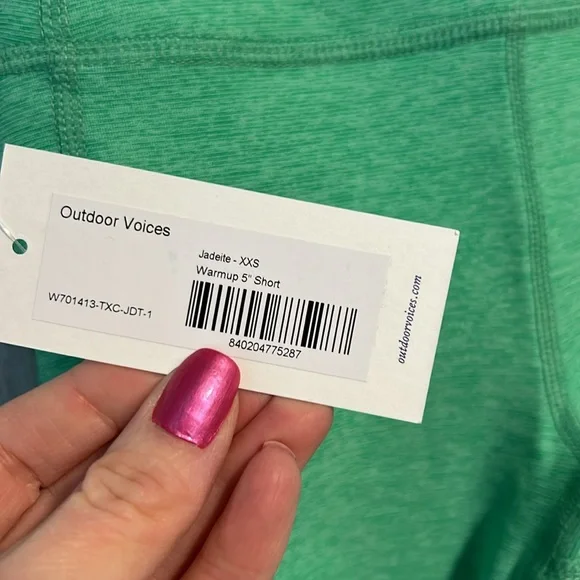 Outdoor Voices
Jadeite - XXS
Warmup 5" Short
W701413-TXC-JDT-1
840204775287
outdoorvoices.com